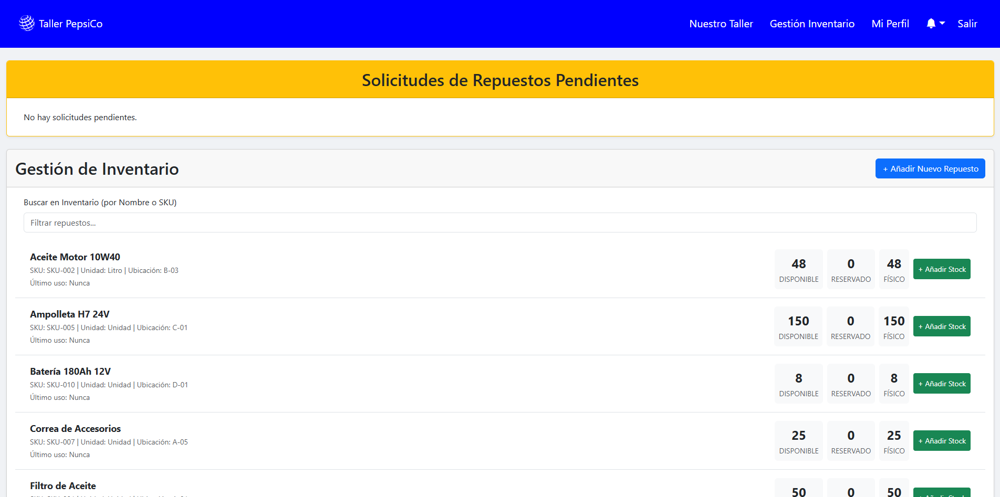 Taller PepsiCo
Nuestro Taller Gestión Inventario Mi Perfil Salir
Solicitudes de Repuestos Pendientes
No hay solicitudes pendientes.
Gestión de Inventario
+ Añadir Nuevo Repuesto
Buscar en Inventario (por Nombre o SKU)
Filtrar repuestos...
Aceite Motor 10W40
SKU: SKU-002 | Unidad: Litro | Ubicación: B-03
Último uso: Nunca
48 0 48
DISPONIBLE RESERVADO FÍSICO
+ Añadir Stock
Ampolleta H7 24V
SKU: SKU-005 | Unidad: Unidad | Ubicación: C-01
Último uso: Nunca
150 0 150
DISPONIBLE RESERVADO FÍSICO
+ Añadir Stock
Batería 180Ah 12V
SKU: SKU-010 | Unidad: Unidad | Ubicación: D-01
Último uso: Nunca
8 0 8
DISPONIBLE RESERVADO FÍSICO
+ Añadir Stock
Correa de Accesorios
SKU: SKU-007 | Unidad: Unidad | Ubicación: A-05
Último uso: Nunca
25 0 25
DISPONIBLE RESERVADO FÍSICO
+ Añadir Stock
Filtro de Aceite
50 0 50